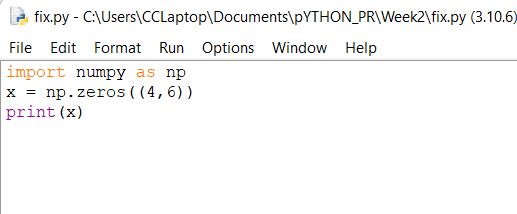 fix.py - C:\Users\CCLaptop\Documents\pYTHON_PR\Week2\fix.py (3.10.6)
File Edit Format Run Options Window Help
import numpy as np
x = np.zeros((4,6))
print(x)